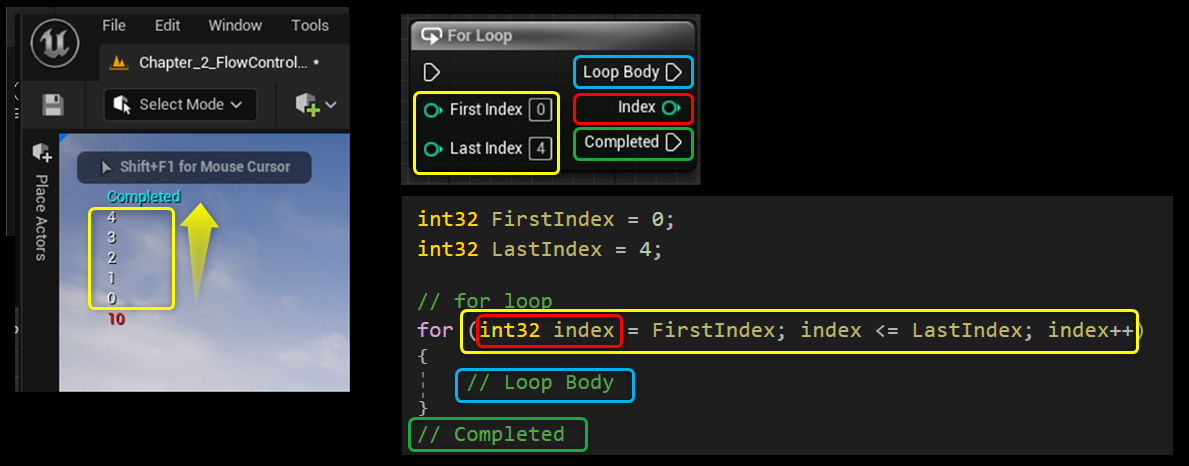 File Edit Window Tools
Chapter_2_FlowControl... *
Select Mode
Place Actors
Shift+F1 for Mouse Cursor
Completed
4
3
2
1
0
10
For Loop
Loop Body
First Index 0
Index
Last Index 4
Completed
int32 FirstIndex = 0;
int32 LastIndex = 4;
// for loop
for (int32 index = FirstIndex; index <= LastIndex; index++)
{
// Loop Body
}
// Completed